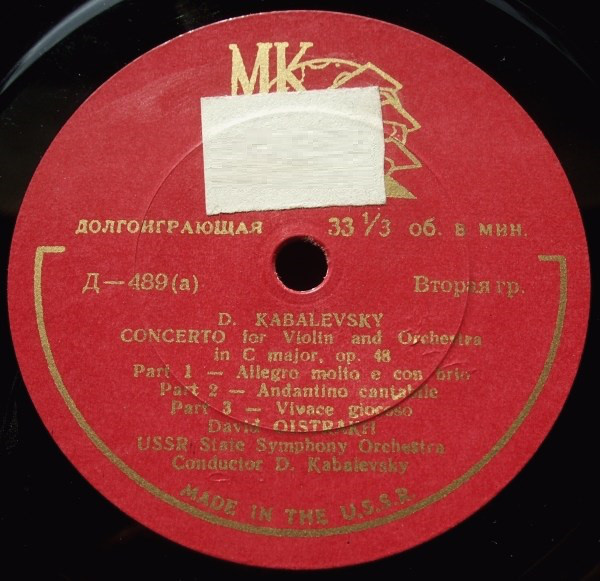 МК
ДОЛГОИГРАЮЩАЯ 33 1/3 об. в мин.
Д—489(а) Вторая гр.
D. KABALEVSKY
CONCERTO for Violin and Orchestra
in C major, op. 48
Part 1 — Allegro molto e con brio
Part 2 — Andantino cantabile
Part 3 — Vivace giocoso
David OISTRAKH
USSR State Symphony Orchestra
Conductor D. Kabalevsky
MADE IN THE U.S.S.R.